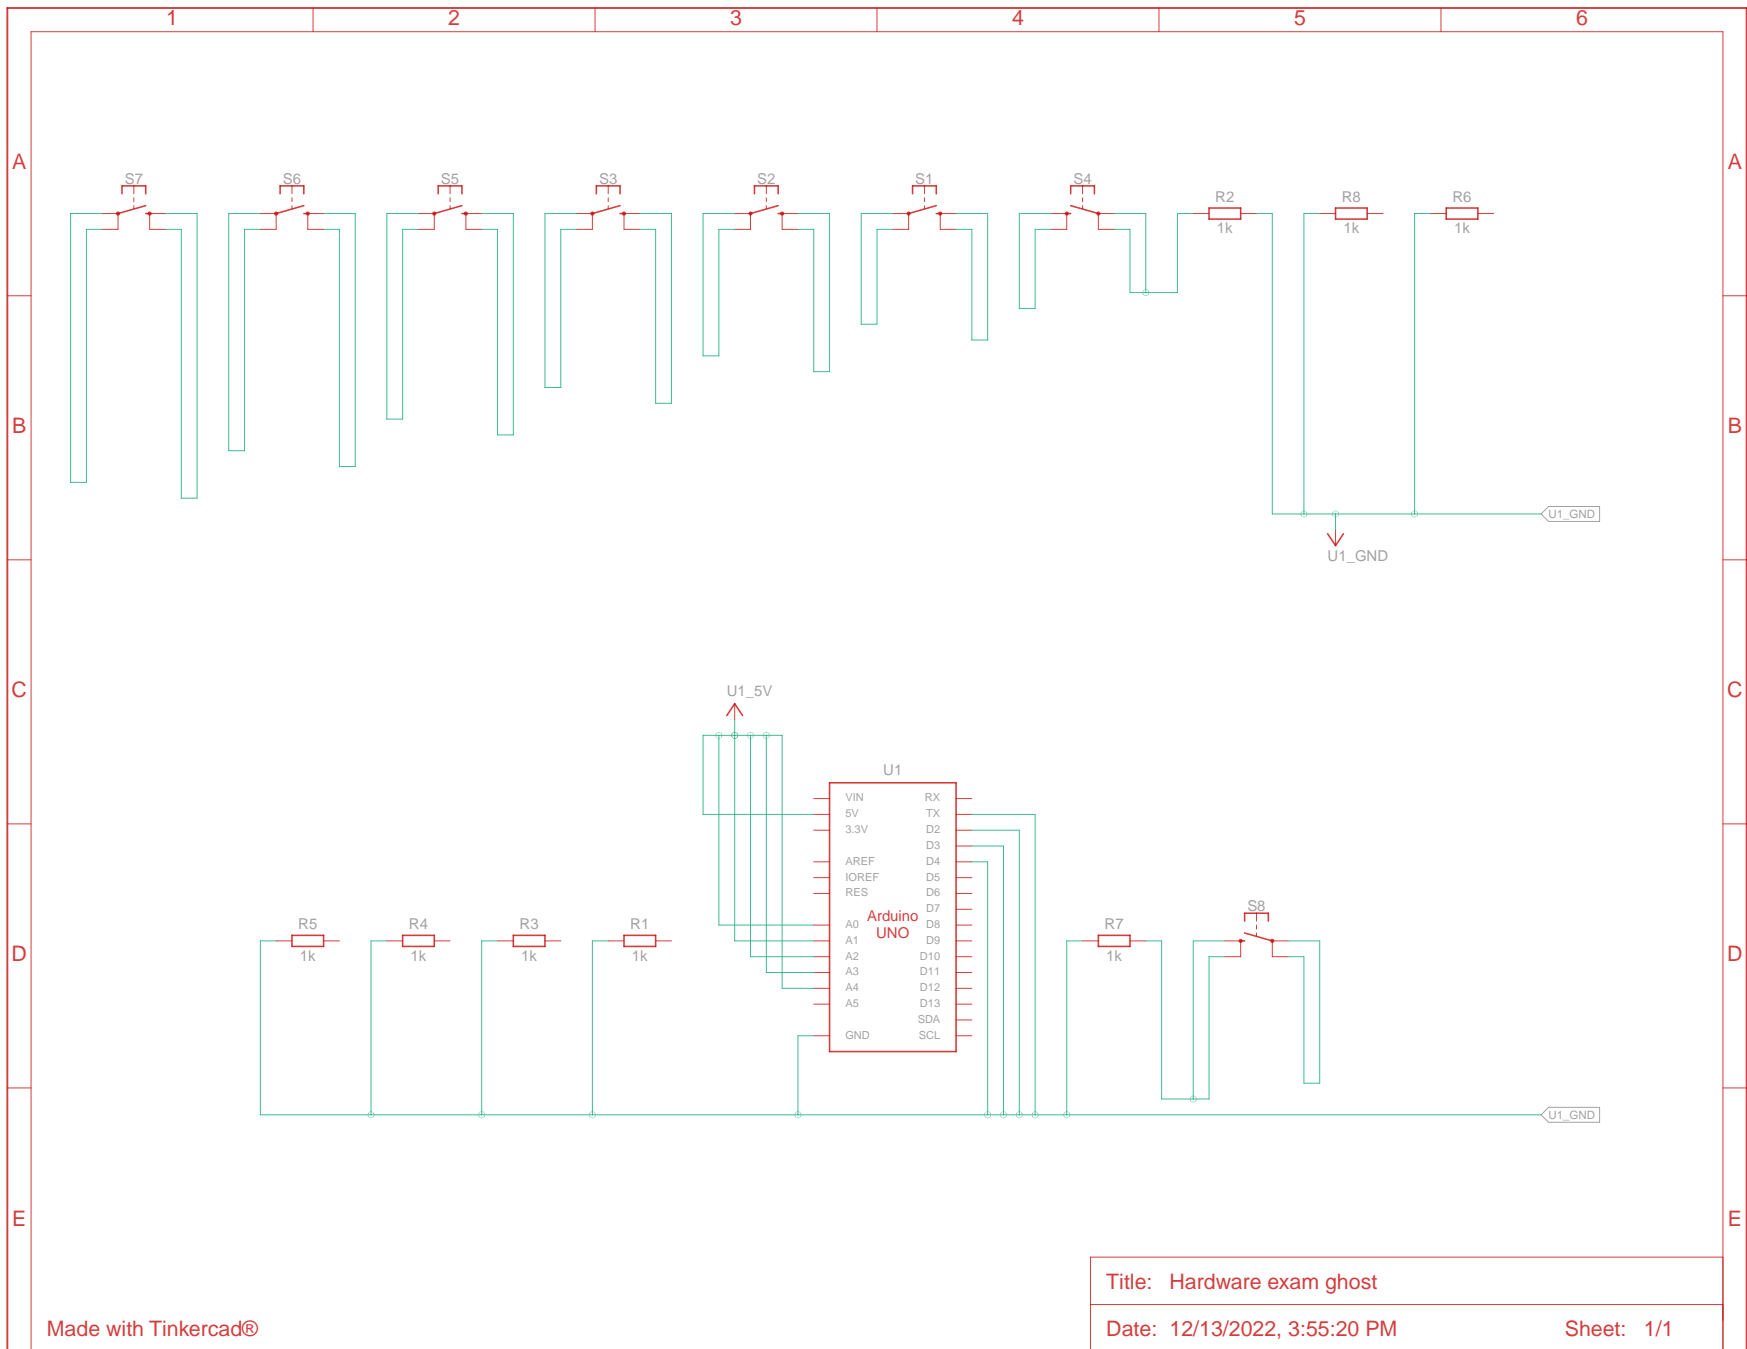 1 2 3 4 5 6
A A
S7 S6 S5 S3 S2 S1 S4
R2 R8 R6
1k 1k 1k
B B
U1_GND
U1_GND
C C
U1_5V
U1
VIN RX
5V TX
3.3V D2
D3
AREF D4
IOREF D5
RES D6
D7
Arduino
UNO
A0 D8
A1 D9
A2 D10
A3 D11
A4 D12
A5 D13
SDA
GND SCL
S8
R5 R4 R3 R1 R7
1k 1k 1k 1k 1k
D D
U1_GND
E E
Title: Hardware exam ghost
Made with Tinkercad®
Date: 12/13/2022, 3:55:20 PM Sheet: 1/1